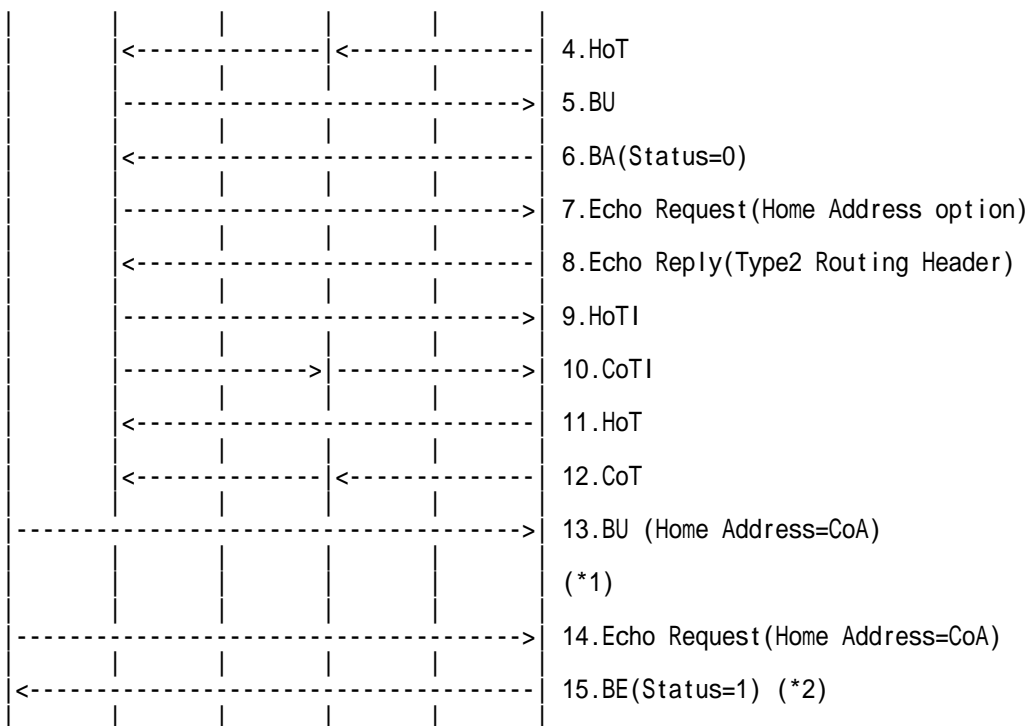 4.HoT
5.BU
6.BA(Status=0)
7.Echo Request(Home Address option)
8.Echo Reply(Type2 Routing Header)
9.HoTI
10.CoTI
11.HoT
12.CoT
13.BU (Home Address=CoA)
(*1)
14.Echo Request(Home Address=CoA)
15.BE(Status=1) (*2)